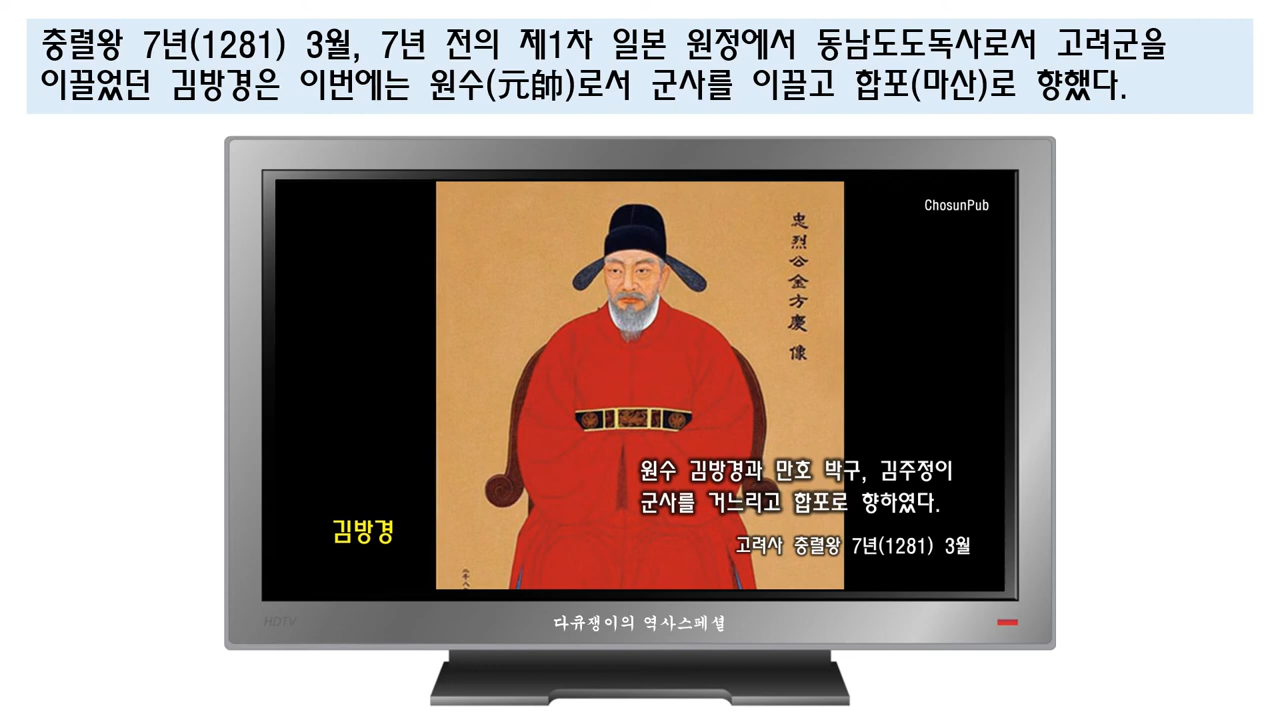 충렬왕 7년(1281) 3월, 7년 전의 제1차 일본 원정에서 동남도도독사로서 고려군을
이끌었던 김방경은 이번에는 원수(元帥)로서 군사를 이끌고 합포(마산)로 향했다.
ChosunPub
忠烈公金方慶像
원수 김방경과 만호 박구, 김주정이
군사를 거느리고 합포로 향하였다.
김방경
고려사 충렬왕 7년(1281) 3월
HDTV
다큐쟁이의 역사스페셜